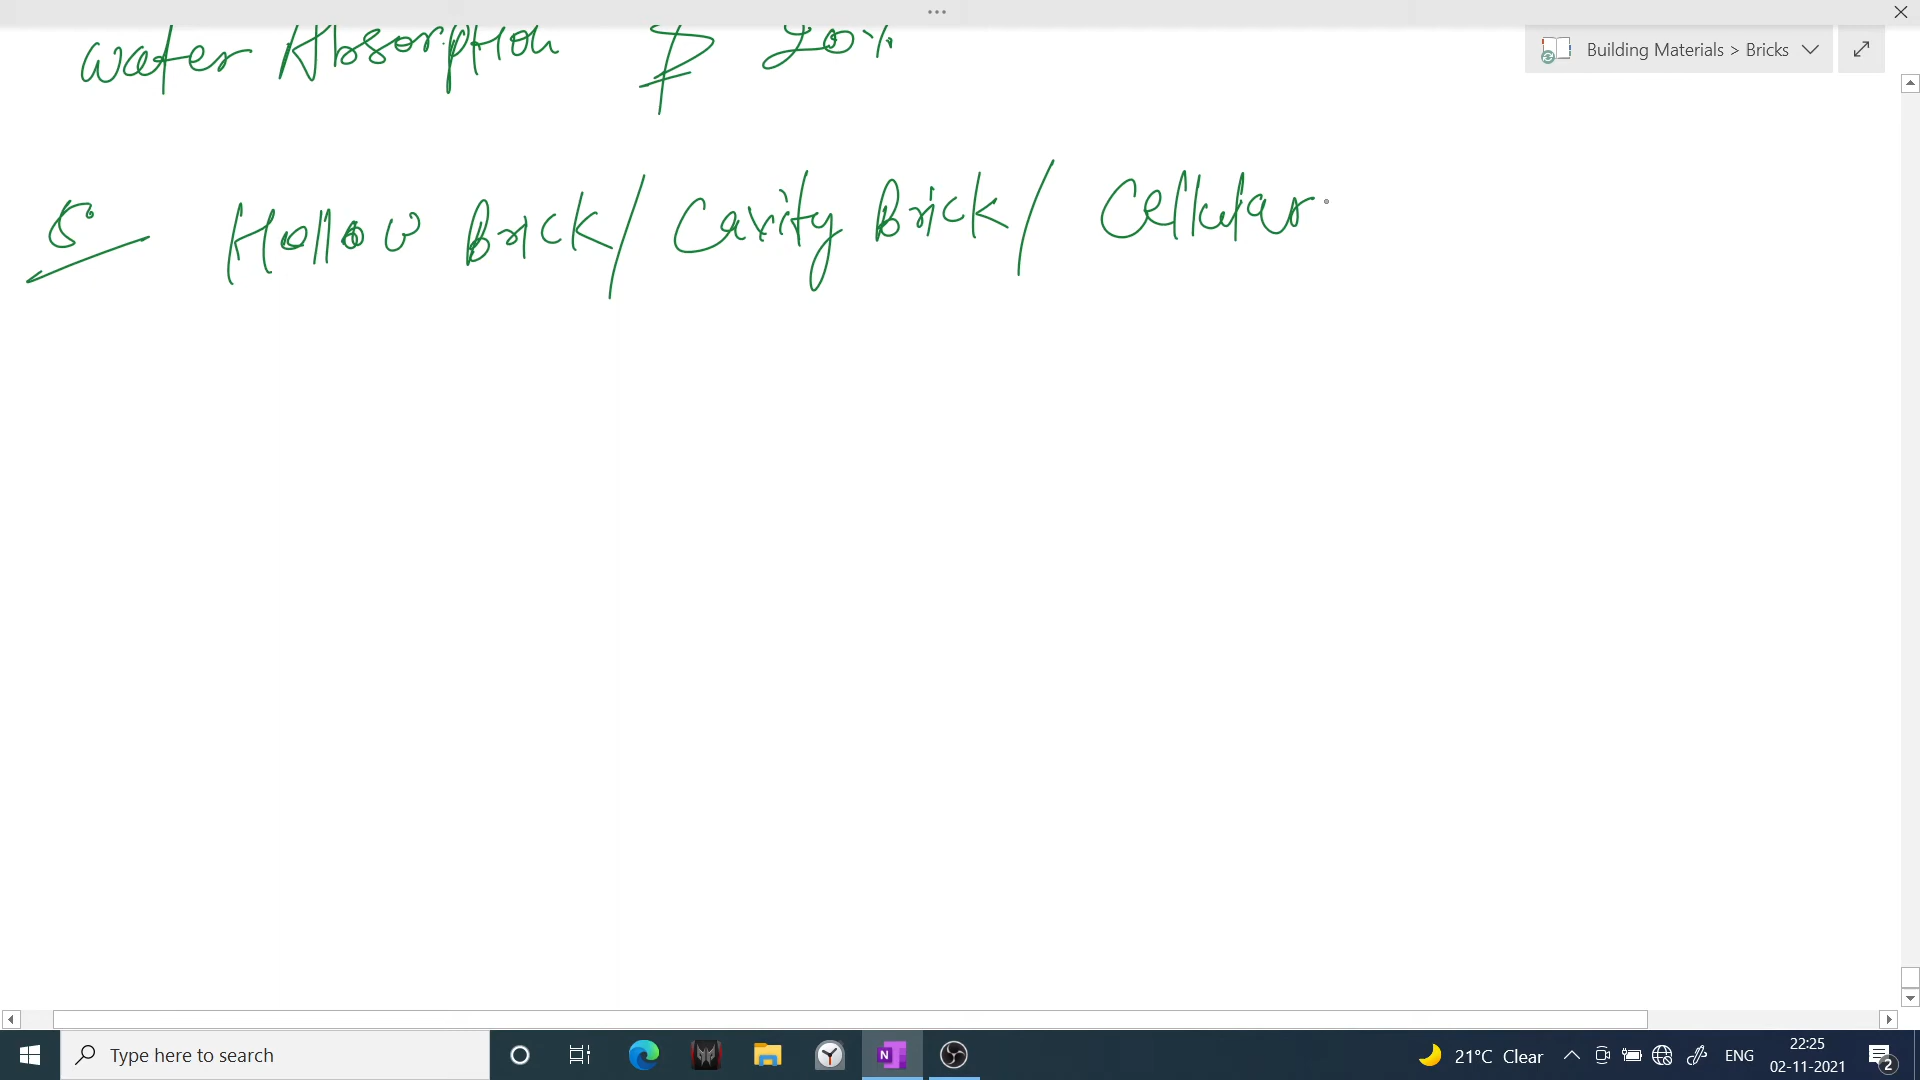 Water Absorption ≯ 20%
Building Materials > Bricks
5 Hollow Brick/ Cavity Brick/ Cellular
Type here to search
21°C Clear
ENG
22:25
02-11-2021
2